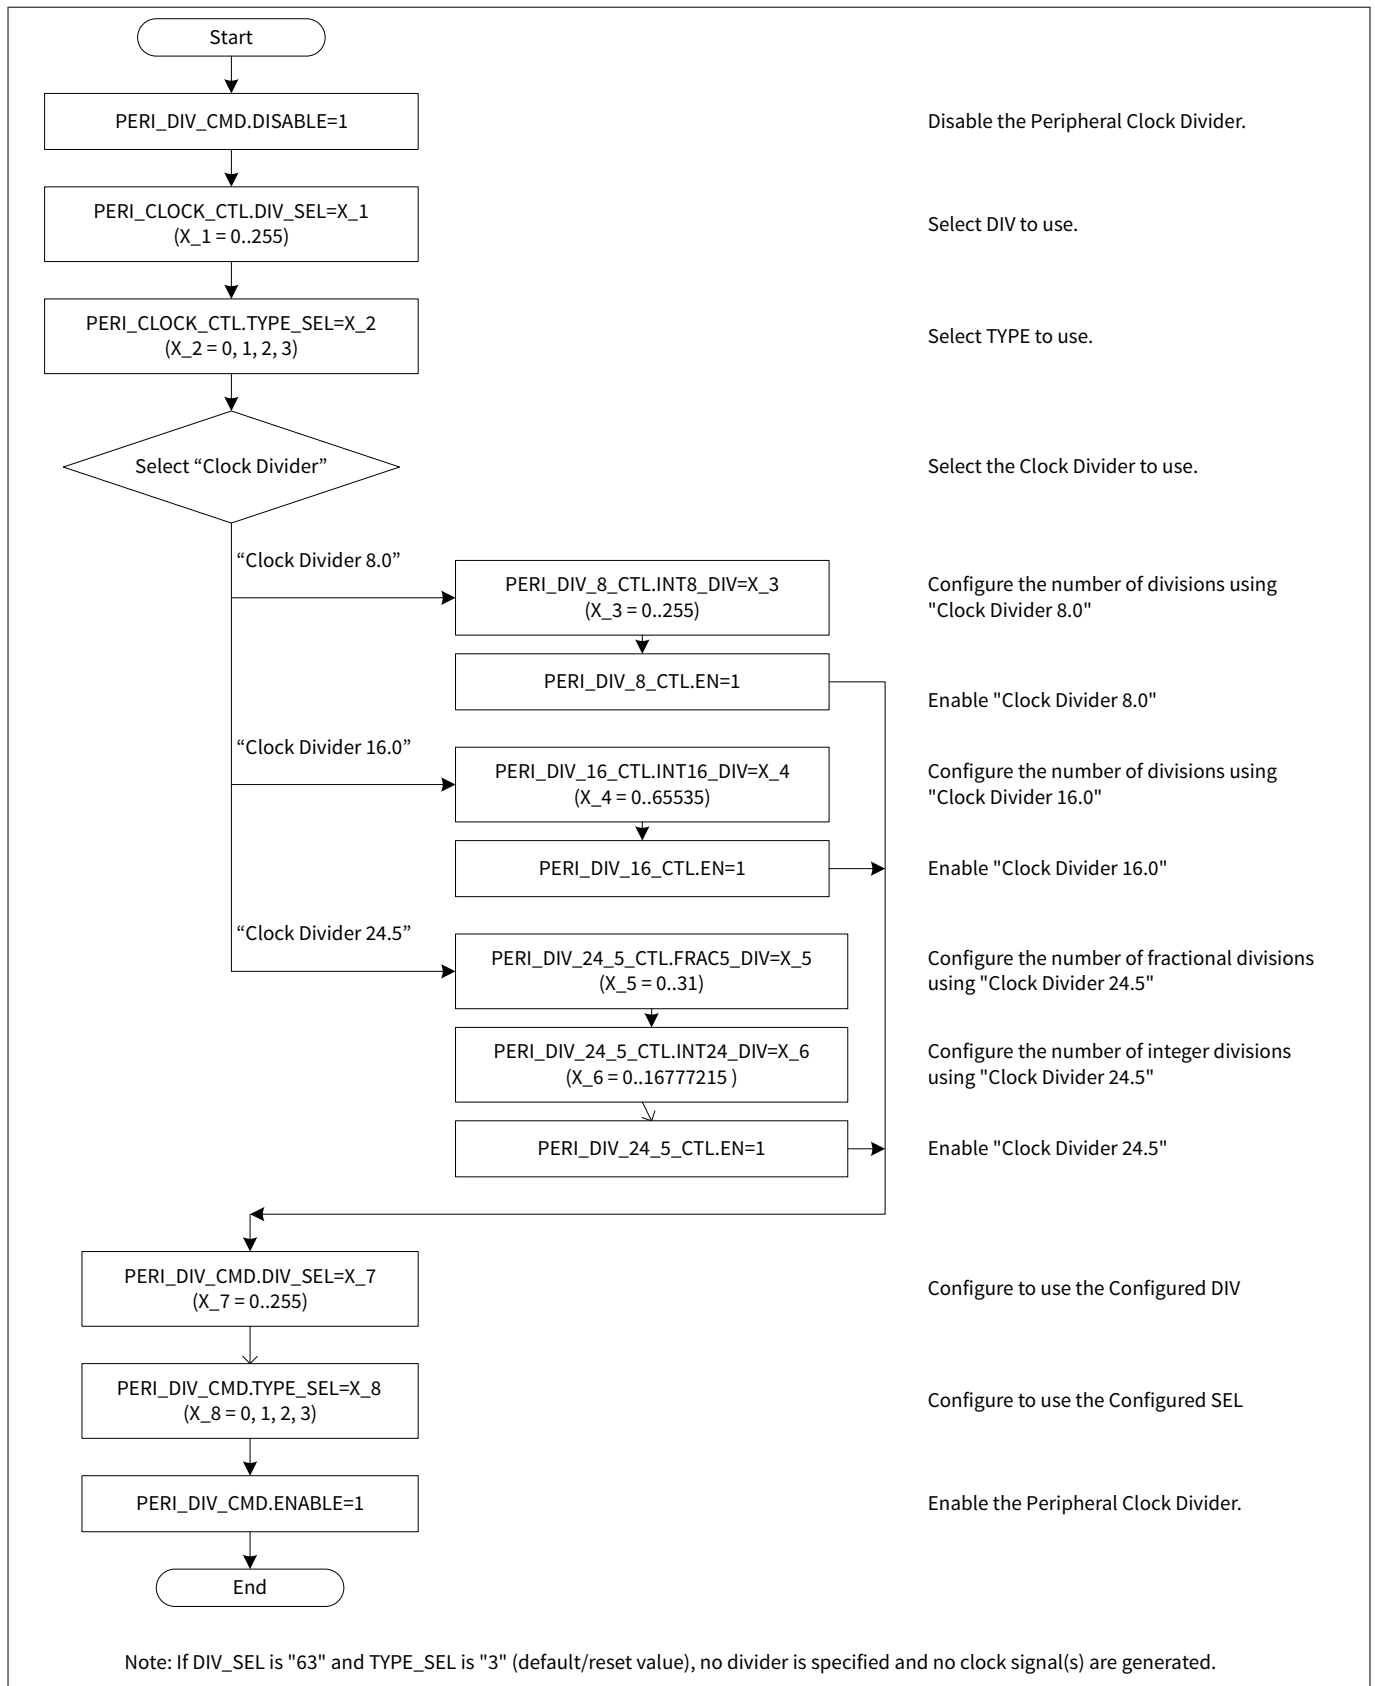 Start
PERI_DIV_CMD.DISABLE=1
Disable the Peripheral Clock Divider.
PERI_CLOCK_CTL.DIV_SEL=X_1
(X_1 = 0..255)
Select DIV to use.
PERI_CLOCK_CTL.TYPE_SEL=X_2
(X_2 = 0, 1, 2, 3)
Select TYPE to use.
Select “Clock Divider”
Select the Clock Divider to use.
“Clock Divider 8.0”
PERI_DIV_8_CTL.INT8_DIV=X_3
(X_3 = 0..255)
Configure the number of divisions using
"Clock Divider 8.0"
PERI_DIV_8_CTL.EN=1
Enable "Clock Divider 8.0"
“Clock Divider 16.0”
PERI_DIV_16_CTL.INT16_DIV=X_4
(X_4 = 0..65535)
Configure the number of divisions using
"Clock Divider 16.0"
PERI_DIV_16_CTL.EN=1
Enable "Clock Divider 16.0"
“Clock Divider 24.5”
PERI_DIV_24_5_CTL.FRAC5_DIV=X_5
(X_5 = 0..31)
Configure the number of fractional divisions
using "Clock Divider 24.5"
PERI_DIV_24_5_CTL.INT24_DIV=X_6
(X_6 = 0..16777215 )
Configure the number of integer divisions
using "Clock Divider 24.5"
PERI_DIV_24_5_CTL.EN=1
Enable "Clock Divider 24.5"
PERI_DIV_CMD.DIV_SEL=X_7
(X_7 = 0..255)
Configure to use the Configured DIV
PERI_DIV_CMD.TYPE_SEL=X_8
(X_8 = 0, 1, 2, 3)
Configure to use the Configured SEL
PERI_DIV_CMD.ENABLE=1
Enable the Peripheral Clock Divider.
End
Note: If DIV_SEL is "63" and TYPE_SEL is "3" (default/reset value), no divider is specified and no clock signal(s) are generated.